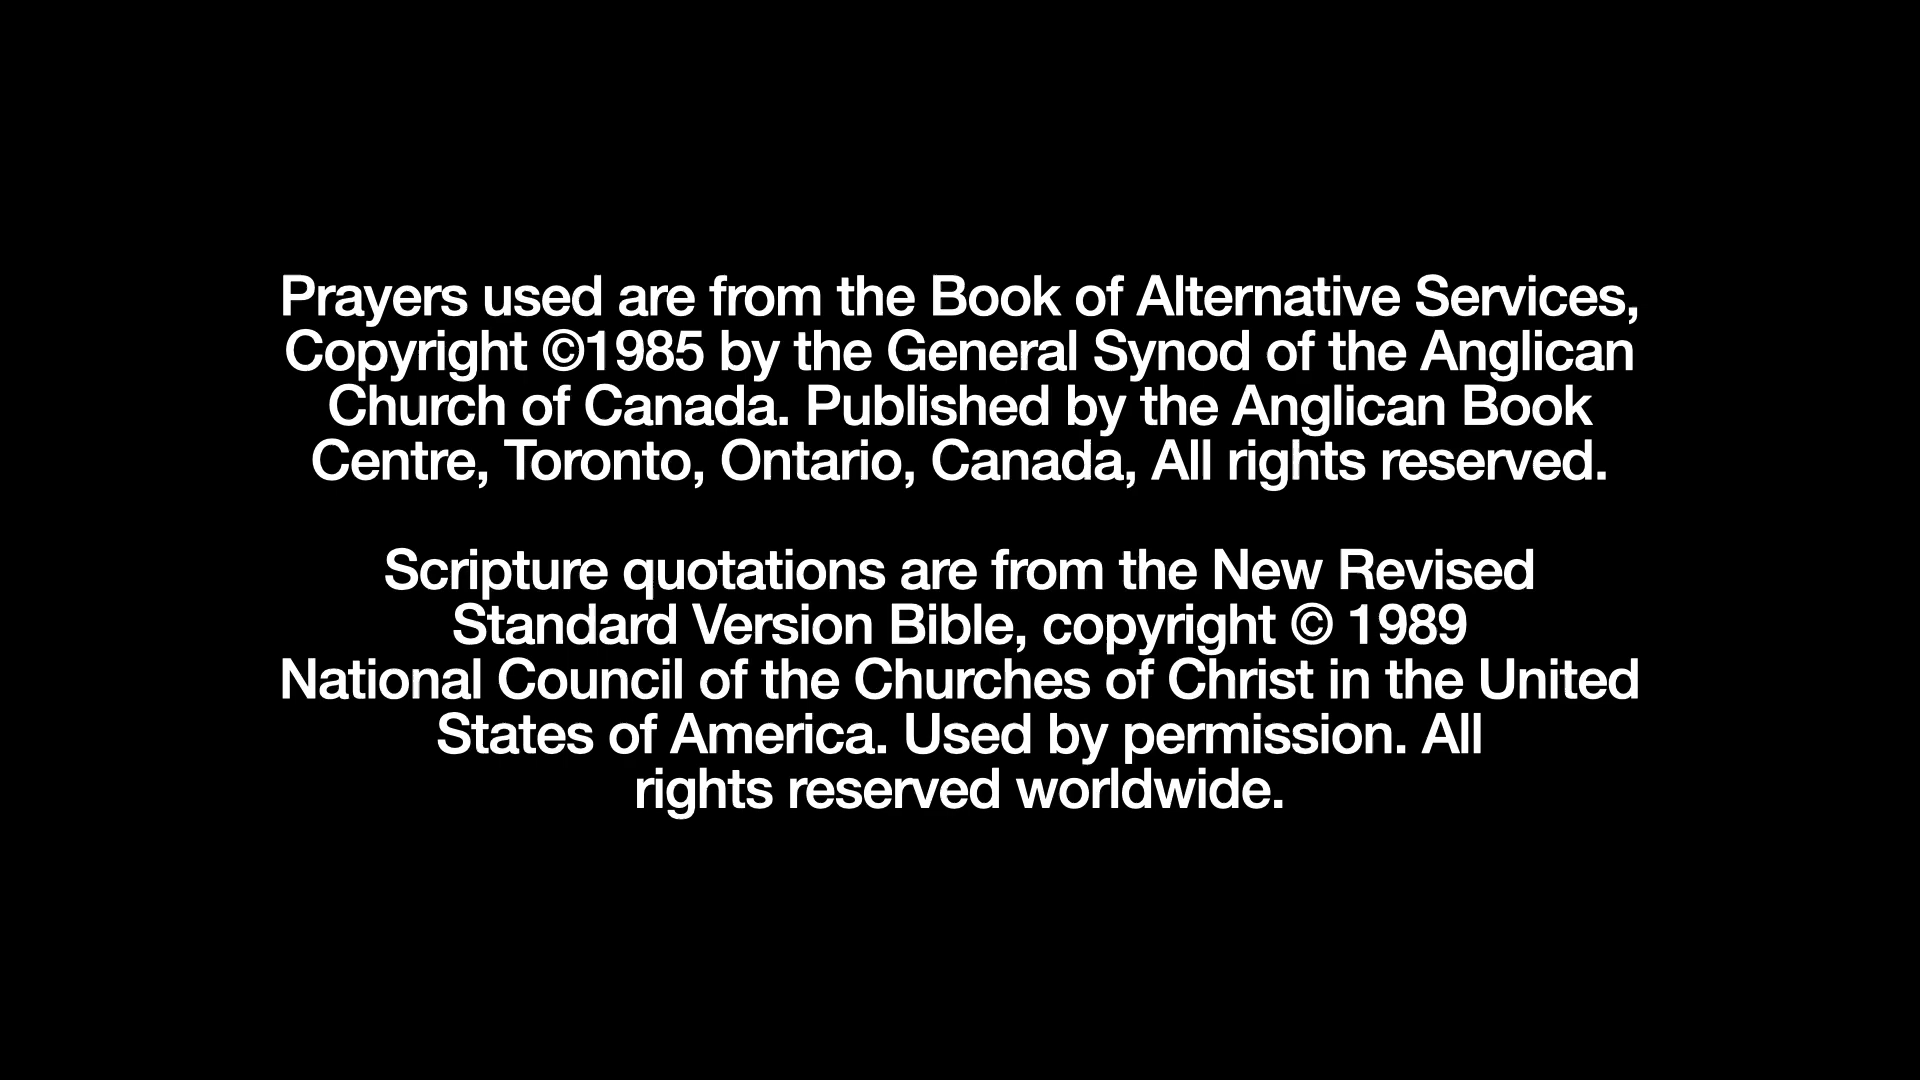 Prayers used are from the Book of Alternative Services,
Copyright ©1985 by the General Synod of the Anglican
Church of Canada. Published by the Anglican Book
Centre, Toronto, Ontario, Canada, All rights reserved.
Scripture quotations are from the New Revised
Standard Version Bible, copyright © 1989
National Council of the Churches of Christ in the United
States of America. Used by permission. All
rights reserved worldwide.